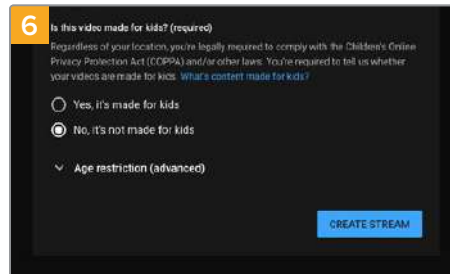 6
Is this video made for kids? (required)
Regardless of your location, you're legally required to comply with the Children's Online
Privacy Protection Act (COPPA) and/or other laws. You're required to tell us whether
your videos are made for kids. What's content made for kids?
Yes, it's made for kids
No, it's not made for kids
Age restriction (advanced)
CREATE STREAM